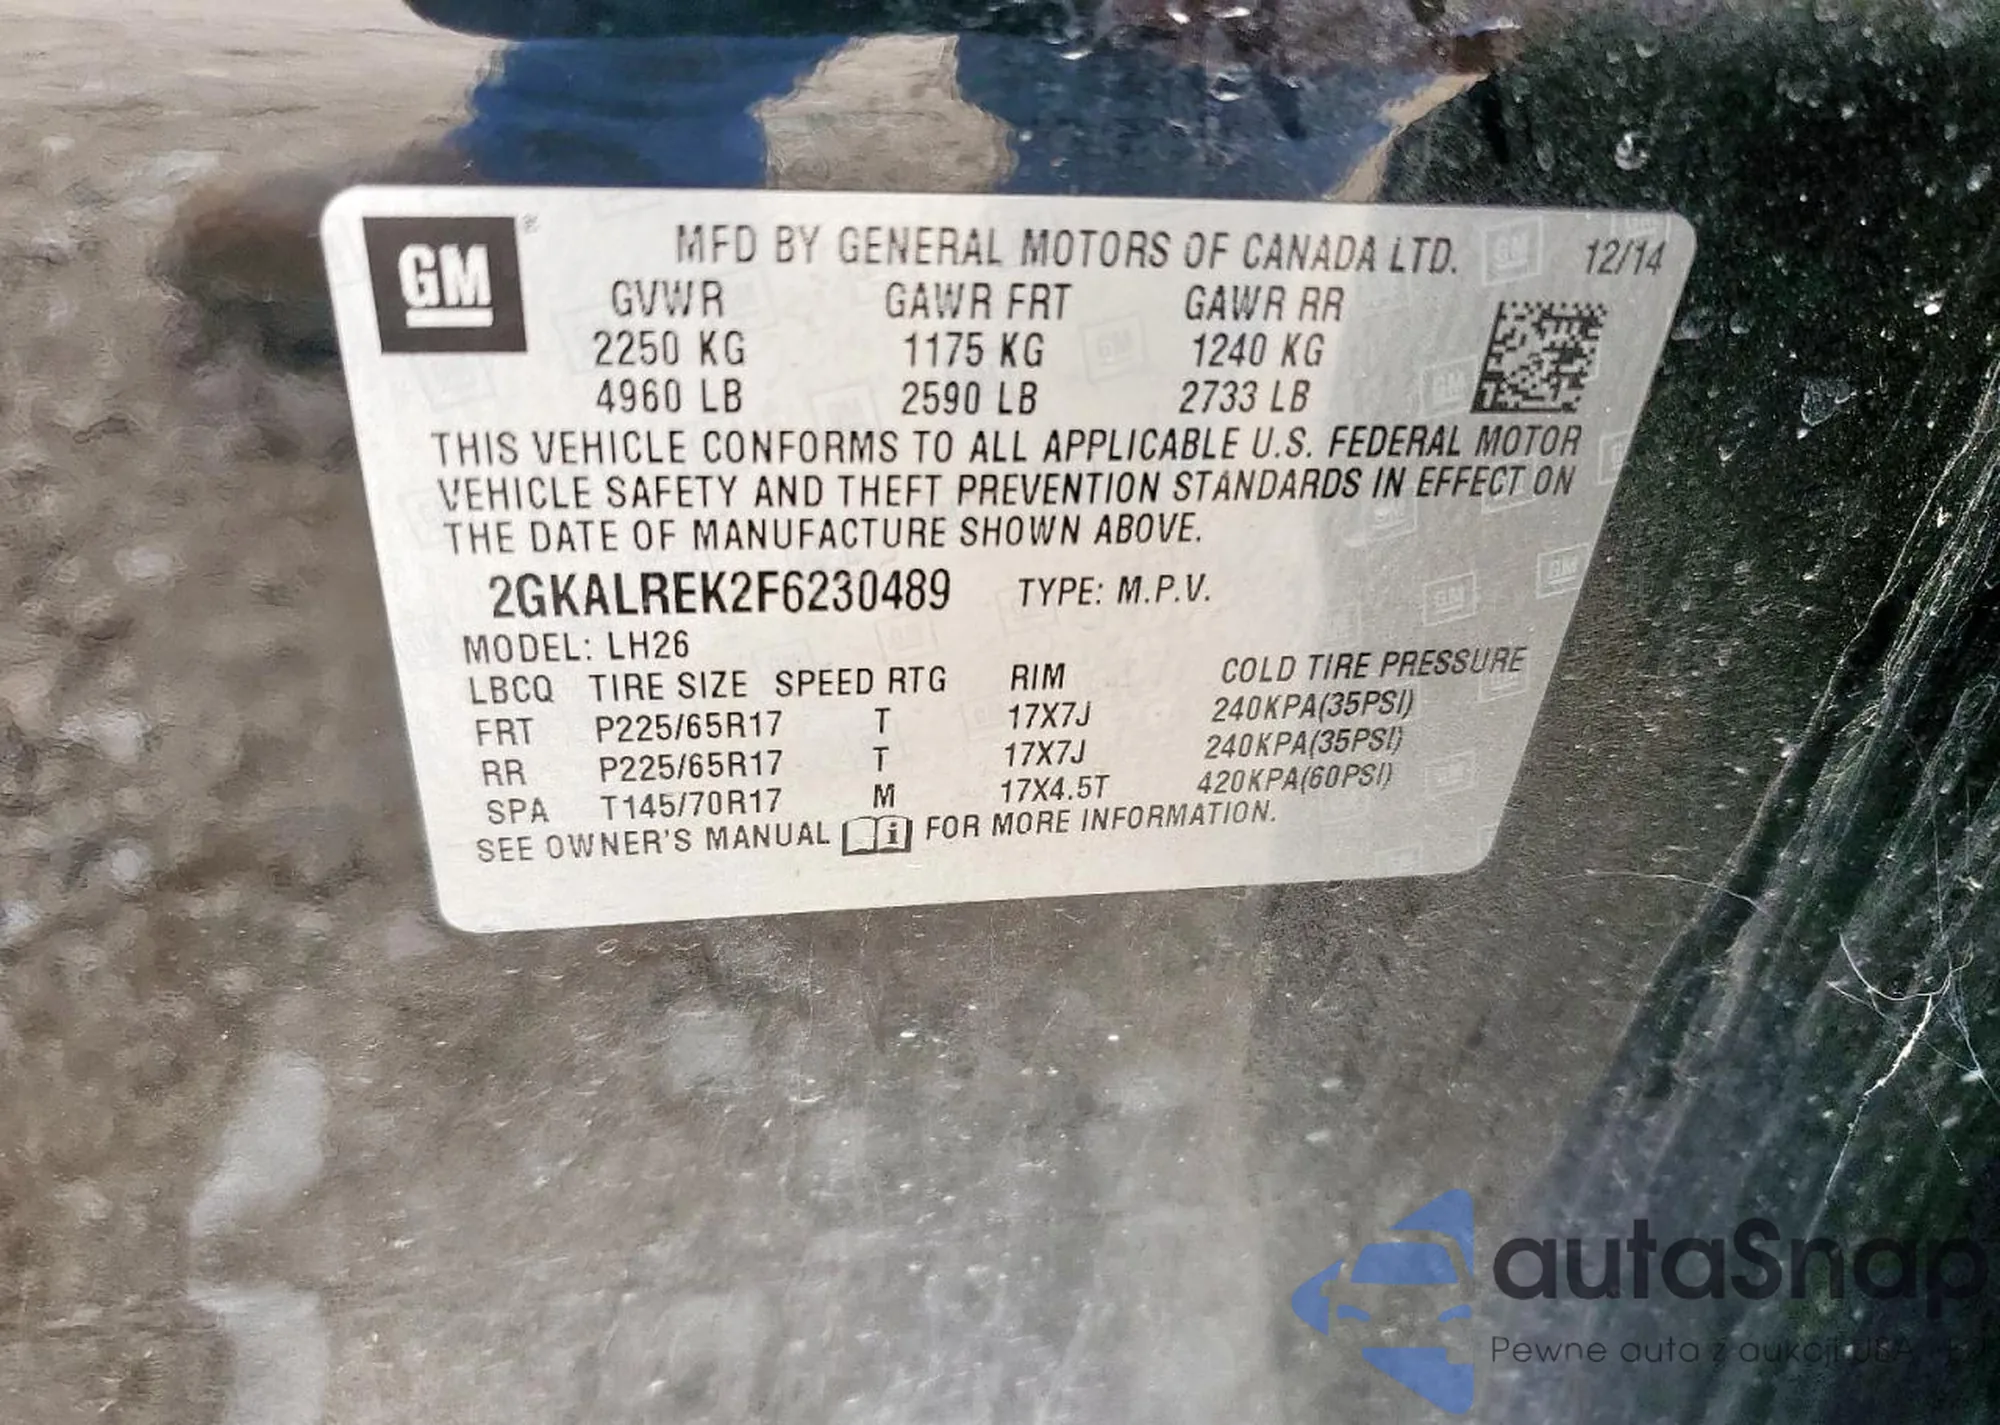 GM ® MFD BY GENERAL MOTORS OF CANADA LTD. 12/14
GVWR GAWR FRT GAWR RR
2250 KG 1175 KG 1240 KG
4960 LB 2590 LB 2733 LB
THIS VEHICLE CONFORMS TO ALL APPLICABLE U.S. FEDERAL MOTOR
VEHICLE SAFETY AND THEFT PREVENTION STANDARDS IN EFFECT ON
THE DATE OF MANUFACTURE SHOWN ABOVE.
2GKALREK2F6230489 TYPE: M.P.V.
MODEL: LH26
LBCQ TIRE SIZE SPEED RTG RIM COLD TIRE PRESSURE
FRT P225/65R17 T 17X7J 240KPA(35PSI)
RR P225/65R17 T 17X7J 240KPA(35PSI)
SPA T145/70R17 M 17X4.5T 420KPA(60PSI)
SEE OWNER'S MANUAL i FOR MORE INFORMATION.
autaSnap
Pewne auta z aukcji USA